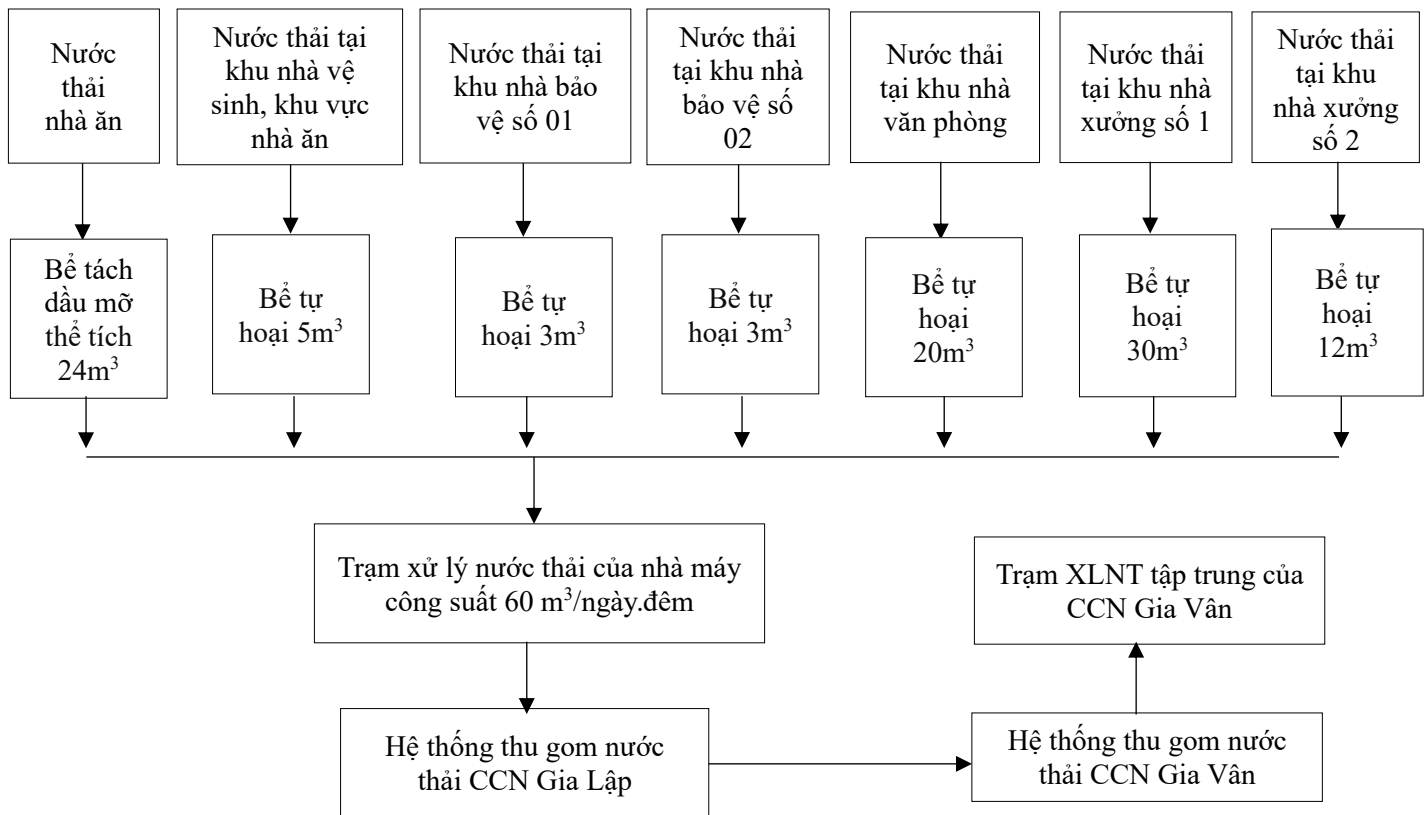 Nước
thải
nhà ăn
Nước thải tại
khu nhà vệ
sinh, khu vực
nhà ăn
Nước thải tại
khu nhà bảo
vệ số 01
Nước thải
tại khu nhà
bảo vệ số
02
Nước thải
tại khu nhà
văn phòng
Nước thải
tại khu nhà
xưởng số 1
Nước thải
tại khu
nhà xưởng
số 2
Bể tách
dầu mỡ
thể tích
24m³
Bể tự
hoại 5m³
Bể tự
hoại 3m³
Bể tự
hoại 3m³
Bể tự
hoại
20m³
Bể tự
hoại
30m³
Bể tự
hoại
12m³
Trạm xử lý nước thải của nhà máy
công suất 60 m³/ngày.đêm
Trạm XLNT tập trung của
CCN Gia Vân
Hệ thống thu gom nước
thải CCN Gia Lập
Hệ thống thu gom nước
thải CCN Gia Vân